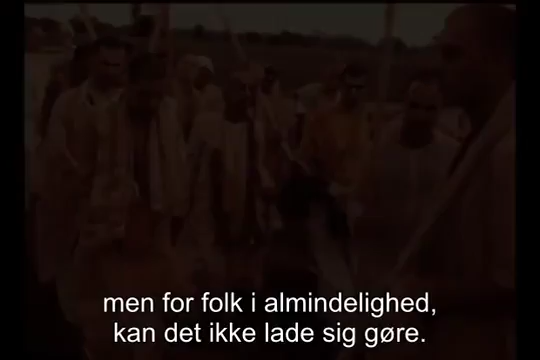 men for folk i almindelighed,
kan det ikke lade sig gøre.